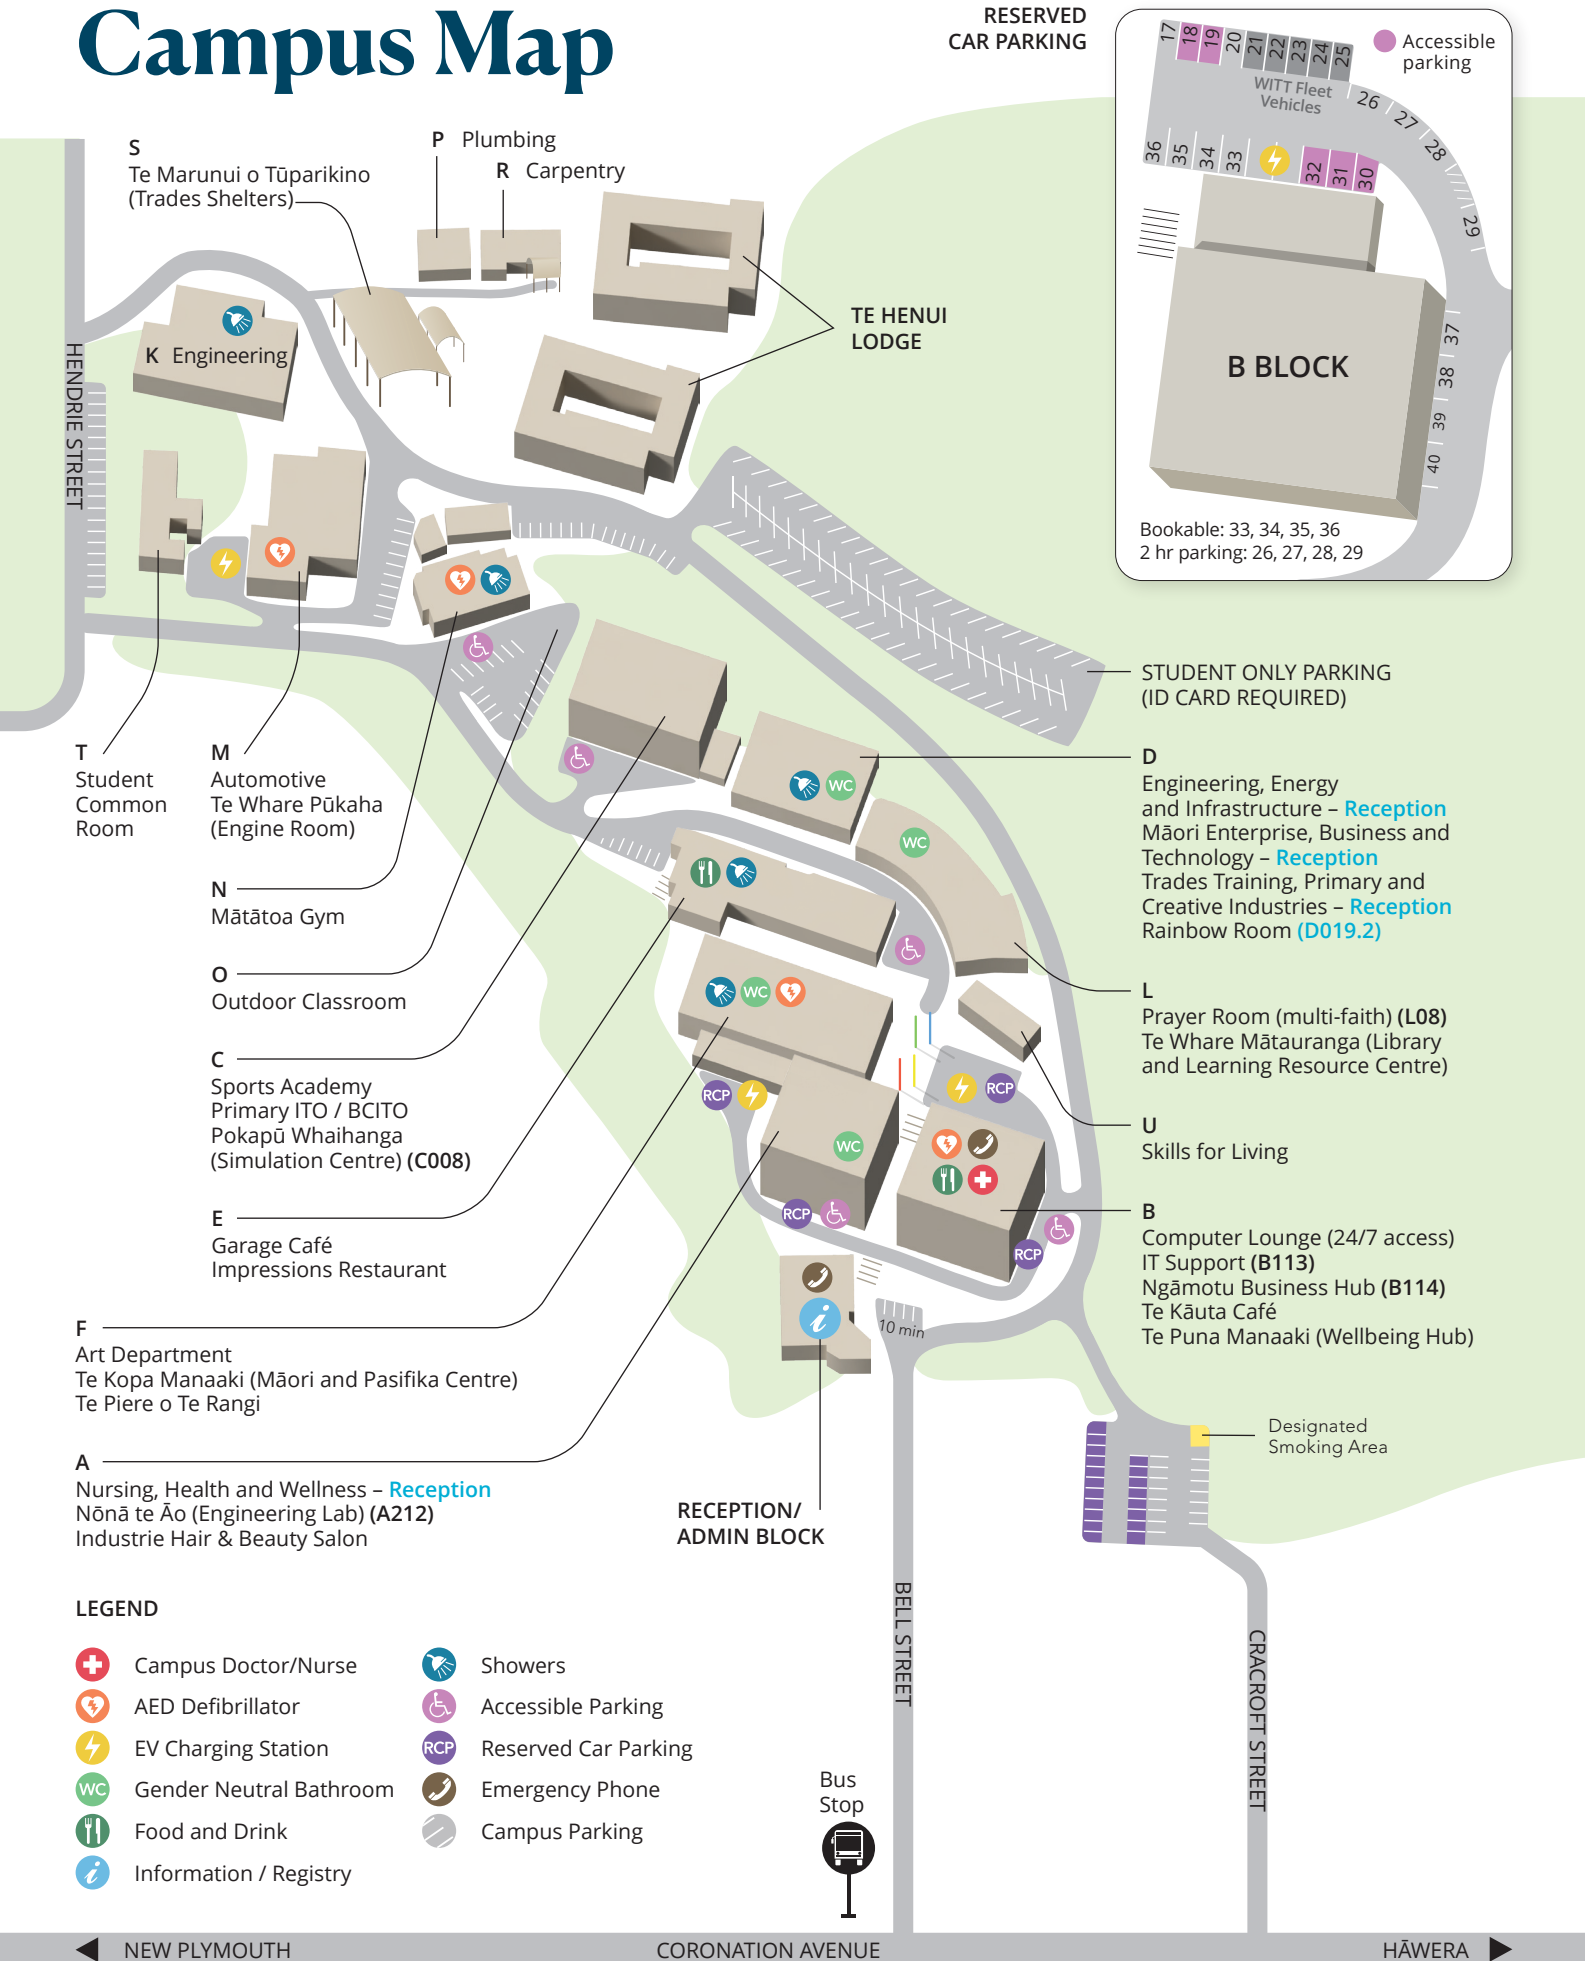 Campus Map
RESERVED
CAR PARKING
17
18
19
20
21
22
23
24
25
Accessible
parking
WITT Fleet
Vehicles
26
27
28
29
36
35
34
33
32
31
30
B BLOCK
37
38
39
40
Bookable: 33, 34, 35, 36
2 hr parking: 26, 27, 28, 29
S
Te Marunui o Tūparikino
(Trades Shelters)
P Plumbing
R Carpentry
TE HENUI
LODGE
K Engineering
HENDRIE STREET
STUDENT ONLY PARKING
(ID CARD REQUIRED)
T
Student
Common
Room
M
Automotive
Te Whare Pūkaha
(Engine Room)
N
Mātātoa Gym
O
Outdoor Classroom
C
Sports Academy
Primary ITO / BCITO
Pokapū Whaihanga
(Simulation Centre) (C008)
E
Garage Café
Impressions Restaurant
F
Art Department
Te Kopa Manaaki (Māori and Pasifika Centre)
Te Piere o Te Rangi
A
Nursing, Health and Wellness – Reception
Nōnā te Āo (Engineering Lab) (A212)
Industrie Hair & Beauty Salon
D
Engineering, Energy
and Infrastructure – Reception
Māori Enterprise, Business and
Technology – Reception
Trades Training, Primary and
Creative Industries – Reception
Rainbow Room (D019.2)
L
Prayer Room (multi-faith) (L08)
Te Whare Mātauranga (Library
and Learning Resource Centre)
U
Skills for Living
B
Computer Lounge (24/7 access)
IT Support (B113)
Ngāmotu Business Hub (B114)
Te Kāuta Café
Te Puna Manaaki (Wellbeing Hub)
WC
WC
WC
RCP
RCP
WC
RCP
RCP
i
10 min
Designated
Smoking Area
RECEPTION/
ADMIN BLOCK
BELL STREET
CRACROFT STREET
LEGEND
Campus Doctor/Nurse
AED Defibrillator
EV Charging Station
WC Gender Neutral Bathroom
Food and Drink
i Information / Registry
Showers
Accessible Parking
RCP Reserved Car Parking
Emergency Phone
Campus Parking
Bus
Stop
NEW PLYMOUTH
CORONATION AVENUE
HĀWERA